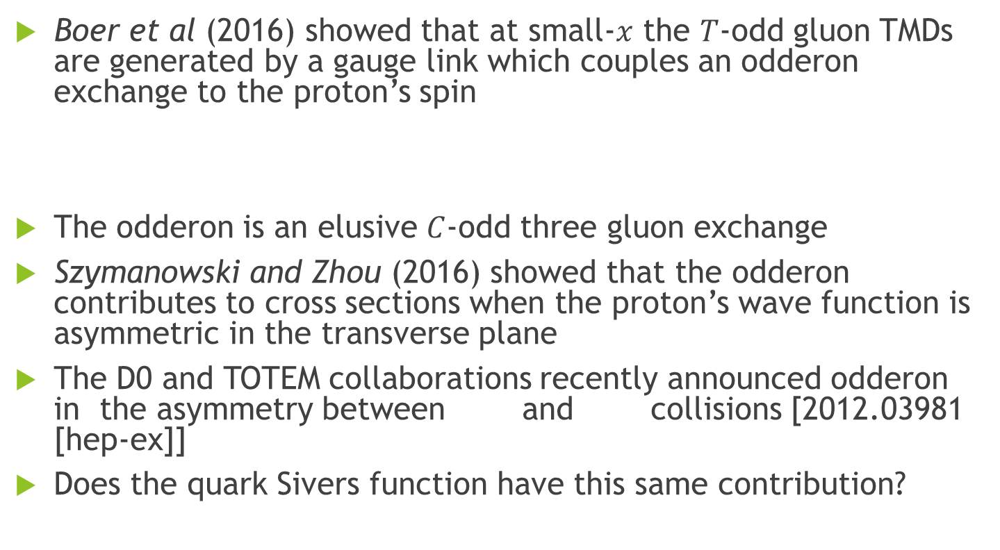 Boer et al (2016) showed that at small-𝑥 the 𝑇-odd gluon TMDs
are generated by a gauge link which couples an odderon
exchange to the proton’s spin
The odderon is an elusive 𝐶-odd three gluon exchange
Szymanowski and Zhou (2016) showed that the odderon
contributes to cross sections when the proton’s wave function is
asymmetric in the transverse plane
The D0 and TOTEM collaborations recently announced odderon
in the asymmetry between and collisions [2012.03981
[hep-ex]]
Does the quark Sivers function have this same contribution?